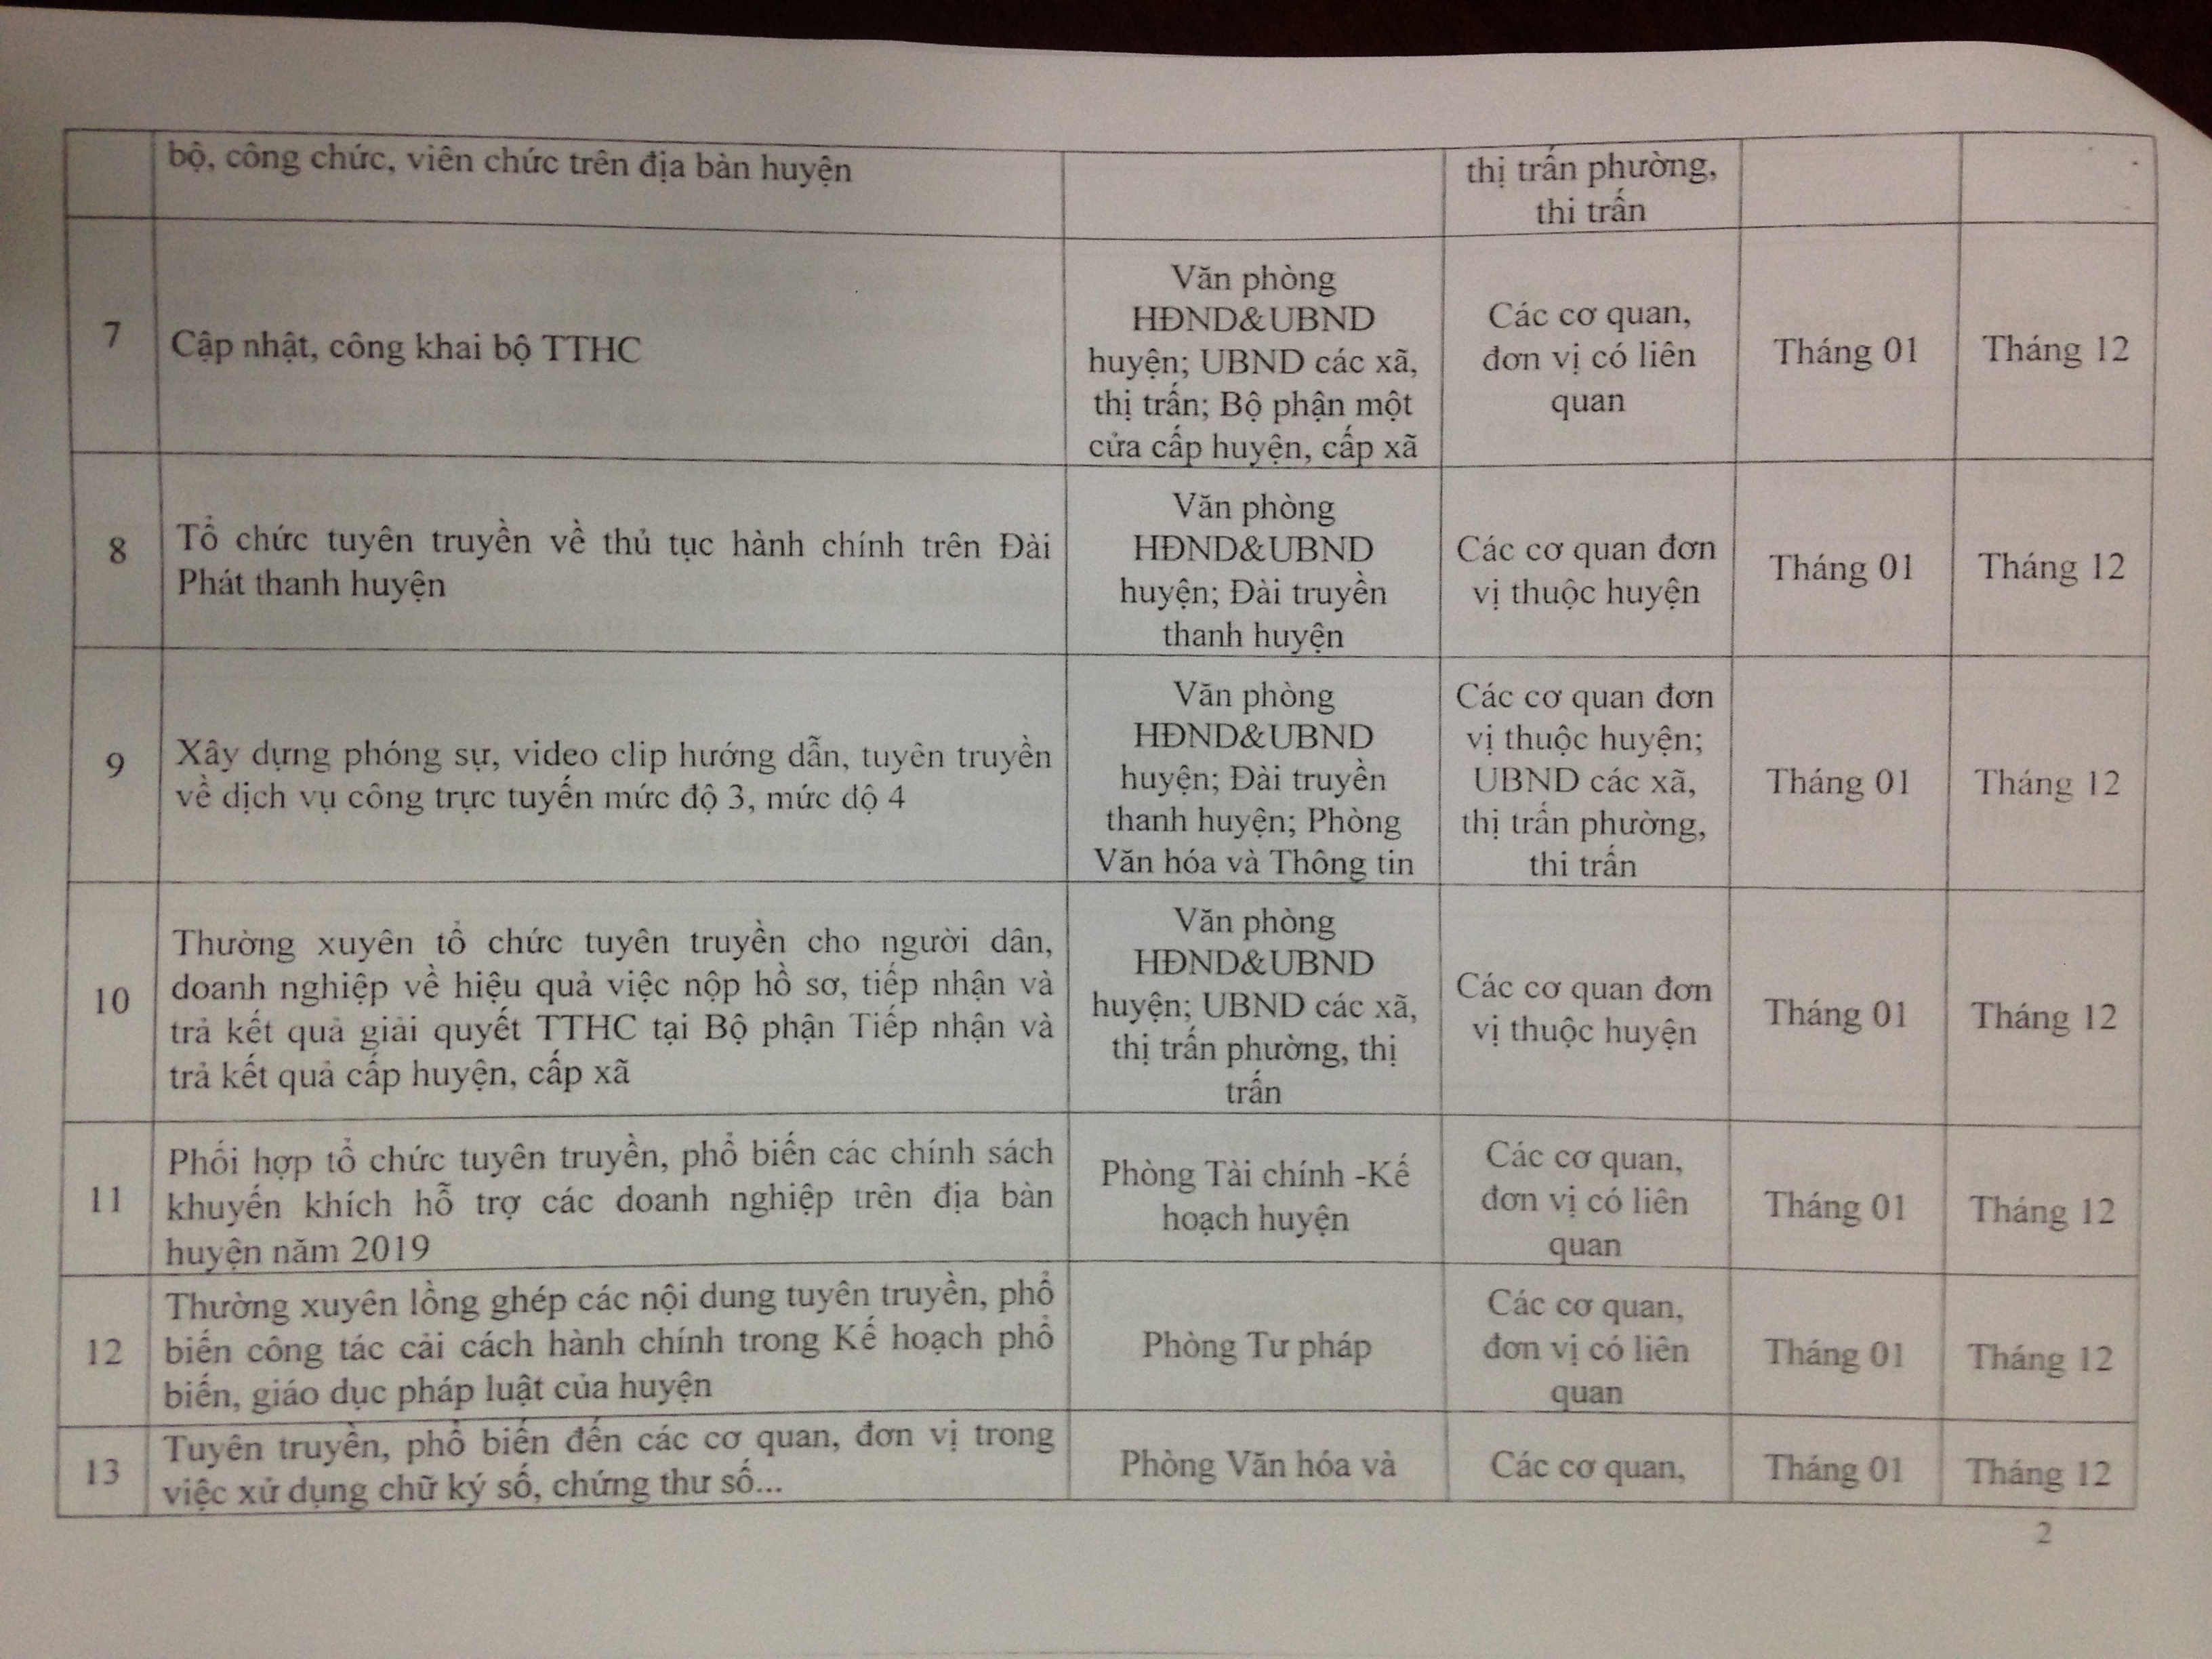 bộ, công chức, viên chức trên địa bàn huyện
thị trấn phường,
thi trấn
7
Cập nhật, công khai bộ TTHC
Văn phòng
HĐND&UBND
huyện; UBND các xã,
thị trấn; Bộ phận một
cửa cấp huyện, cấp xã
Các cơ quan,
đơn vị có liên
quan
Tháng 01
Tháng 12
8
Tổ chức tuyên truyền về thủ tục hành chính trên Đài
Phát thanh huyện
Văn phòng
HĐND&UBND
huyện; Đài truyền
thanh huyện
Các cơ quan đơn
vị thuộc huyện
Tháng 01
Tháng 12
9
Xây dựng phóng sự, video clip hướng dẫn, tuyên truyền
về dịch vụ công trực tuyến mức độ 3, mức độ 4
Văn phòng
HĐND&UBND
huyện; Đài truyền
thanh huyện; Phòng
Văn hóa và Thông tin
Các cơ quan đơn
vị thuộc huyện;
UBND các xã,
thị trấn phường,
thi trấn
Tháng 01
Tháng 12
10
Thường xuyên tổ chức tuyên truyền cho người dân,
doanh nghiệp về hiệu quả việc nộp hồ sơ, tiếp nhận và
trả kết quả giải quyết TTHC tại Bộ phận Tiếp nhận và
trả kết quả cấp huyện, cấp xã
Văn phòng
HĐND&UBND
huyện; UBND các xã,
thị trấn phường, thị
trấn
Các cơ quan đơn
vị thuộc huyện
Tháng 01
Tháng 12
11
Phối hợp tổ chức tuyên truyền, phổ biến các chính sách
khuyến khích hỗ trợ các doanh nghiệp trên địa bàn
huyện năm 2019
Phòng Tài chính -Kế
hoạch huyện
Các cơ quan,
đơn vị có liên
quan
Tháng 01
Tháng 12
12
Thường xuyên lồng ghép các nội dung tuyên truyền, phổ
biến công tác cải cách hành chính trong Kế hoạch phổ
biến, giáo dục pháp luật của huyện
Phòng Tư pháp
Các cơ quan,
đơn vị có liên
quan
Tháng 01
Tháng 12
13
Tuyên truyền, phổ biến đến các cơ quan, đơn vị trong
việc xử dụng chữ ký số, chứng thư số...
Phòng Văn hóa và
Các cơ quan,
Tháng 01
Tháng 12
2